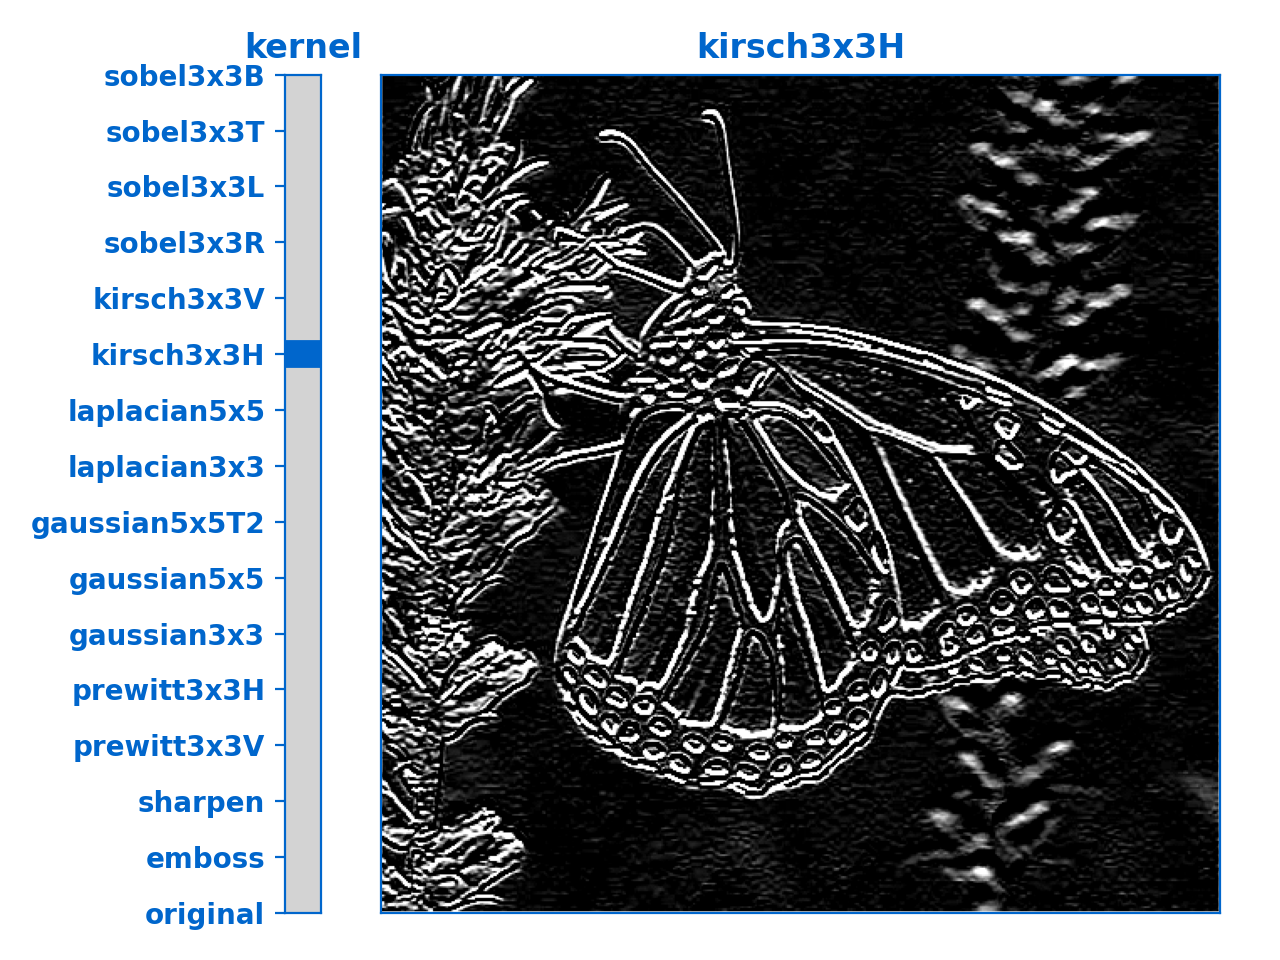 kernel
kirsch3x3H
sobel3x3B
sobel3x3T
sobel3x3L
sobel3x3R
kirsch3x3V
kirsch3x3H
laplacian5x5
laplacian3x3
gaussian5x5T2
gaussian5x5
gaussian3x3
prewitt3x3H
prewitt3x3V
sharpen
emboss
original